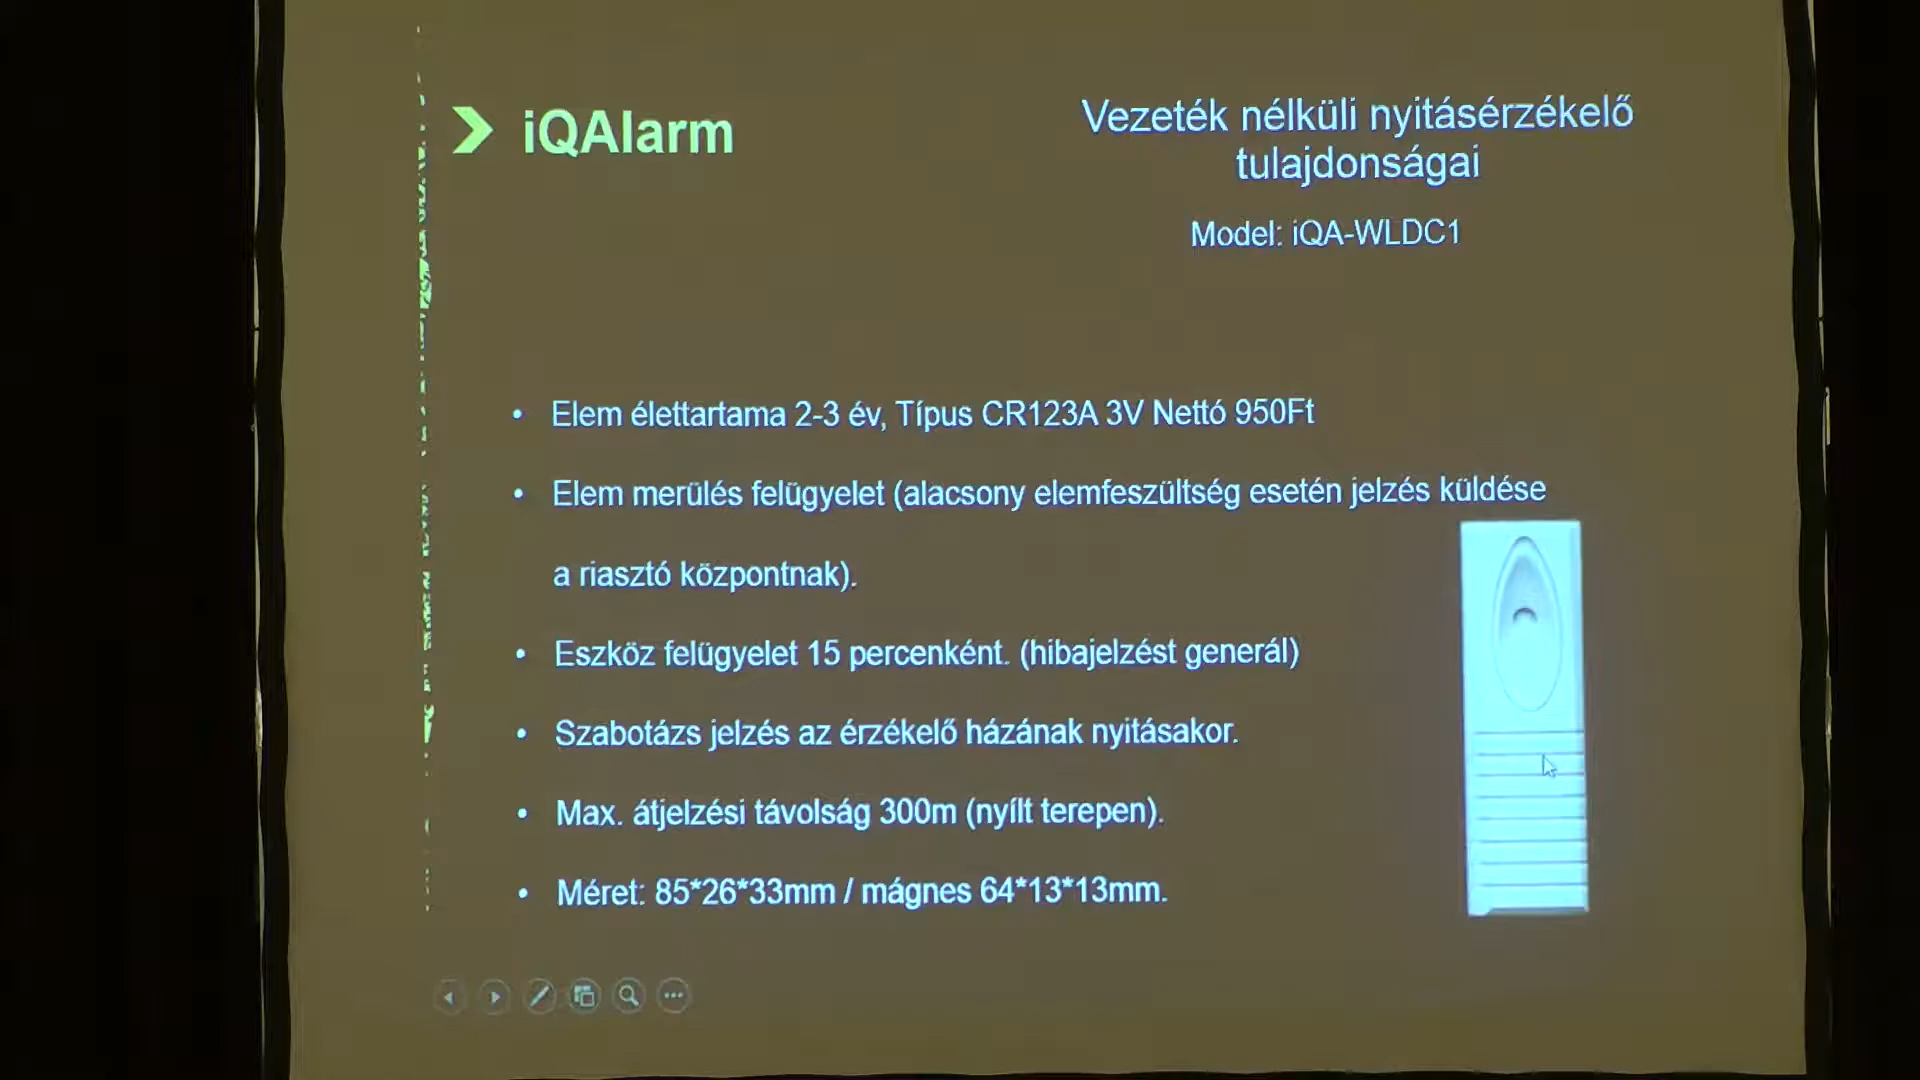 iQAlarm
Vezeték nélküli nyitásérzékelő
tulajdonságai
Model: iQA-WLDC1
• Elem élettartama 2-3 év, Típus CR123A 3V Nettó 950Ft
• Elem merülés felügyelet (alacsony elemfeszültség esetén jelzés küldése
a riasztó központnak).
• Eszköz felügyelet 15 percenként. (hibajelzést generál)
• Szabotázs jelzés az érzékelő házának nyitásakor.
• Max. átjelzési távolság 300m (nyílt terepen).
• Méret: 85*26*33mm / mágnes 64*13*13mm.